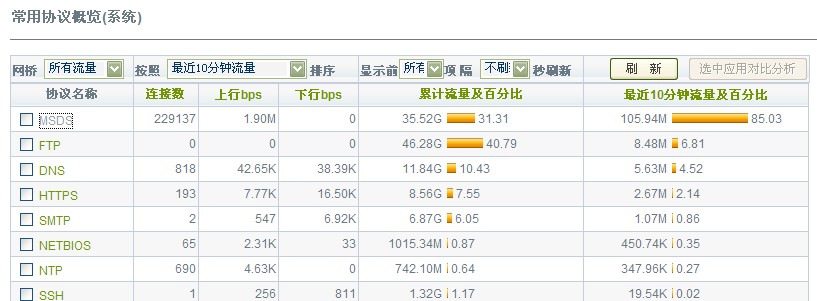 常用协议概览(系统)
网桥 所有流量 按照 最近10分钟流量 排序 显示前 所有 项 隔 不刷 秒刷新 刷 新 选中应用对比分析
协议名称 连接数 上行bps 下行bps 累计流量及百分比 最近10分钟流量及百分比
MSDS 229137 1.90M 0 35.52G 31.31 105.94M 85.03
FTP 0 0 0 46.28G 40.79 8.48M 6.81
DNS 818 42.65K 38.39K 11.84G 10.43 5.63M 4.52
HTTPS 193 7.77K 16.50K 8.56G 7.55 2.67M 2.14
SMTP 2 547 6.92K 6.87G 6.05 1.07M 0.86
NETBIOS 65 2.31K 33 1015.34M 0.87 450.74K 0.35
NTP 690 4.63K 0 742.10M 0.64 347.96K 0.27
SSH 1 256 811 1.32G 1.17 19.54K 0.02